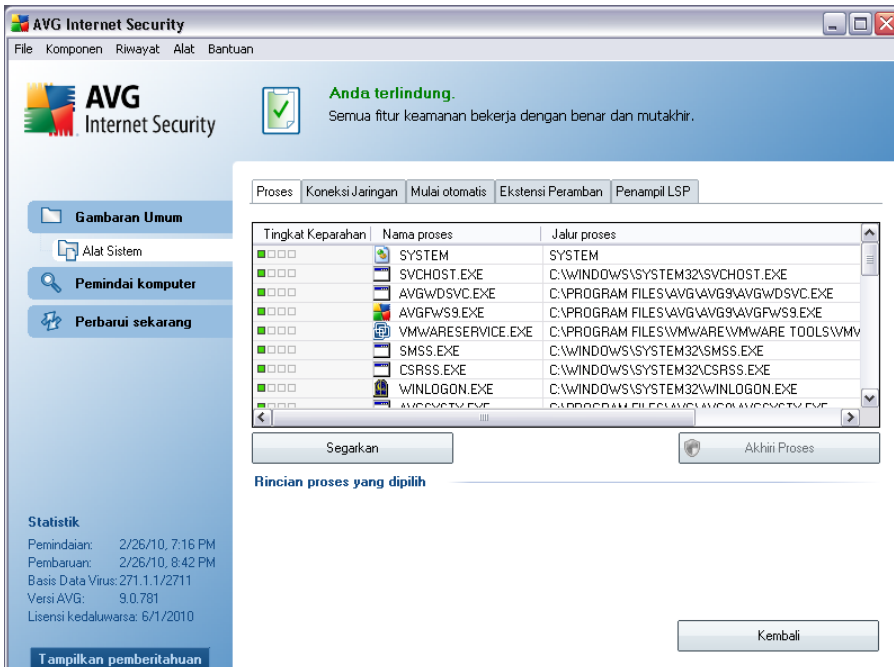 AVG Internet Security
File Komponen Riwayat Alat Bantuan
AVG
Internet Security
Anda terlindung.
Semua fitur keamanan bekerja dengan benar dan mutakhir.
Gambaran Umum
Alat Sistem
Pemindai komputer
Perbarui sekarang
Proses Koneksi Jaringan Mulai otomatis Ekstensi Peramban Penampil LSP
Tingkat Keparahan Nama proses Jalur proses
SYSTEM SYSTEM
SVCHOST.EXE C:\WINDOWS\SYSTEM32\SVCHOST.EXE
AVGWDSVC.EXE C:\PROGRAM FILES\AVG\AVG9\AVGWDSVC.EXE
AVGFWS9.EXE C:\PROGRAM FILES\AVG\AVG9\AVGFWS9.EXE
VMWARESERVICE.EXE C:\PROGRAM FILES\VMWARE\VMWARE TOOLS\VMW
SMSS.EXE C:\WINDOWS\SYSTEM32\SMSS.EXE
CSRSS.EXE C:\WINDOWS\SYSTEM32\CSRSS.EXE
WINLOGON.EXE C:\WINDOWS\SYSTEM32\WINLOGON.EXE
Segarkan Akhiri Proses
Rincian proses yang dipilih
Statistik
Pemindaian: 2/26/10, 7:16 PM
Pembaruan: 2/26/10, 8:42 PM
Basis Data Virus: 271.1.1/2711
Versi AVG: 9.0.781
Lisensi kedaluwarsa: 6/1/2010
Kembali
Tampilkan pemberitahuan